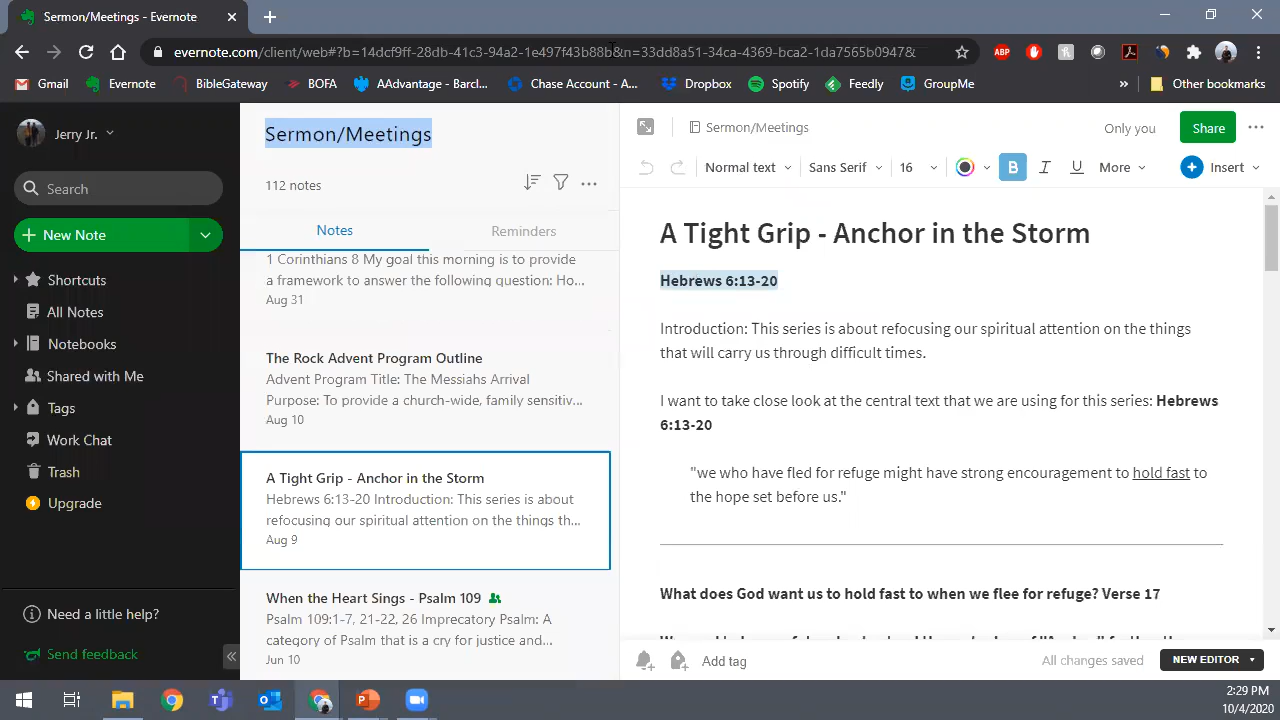 Sermon/Meetings - Evernote
evernote.com/client/web#?b=14dcf9ff-28db-41c3-94a2-1e497f43b88b&n=33dd8a51-34ca-4369-bca2-1da7565b0947&
ABP
Gmail
Evernote
BibleGateway
BOFA
AAdvantage - Barcl...
Chase Account - A...
Dropbox
Spotify
Feedly
GroupMe
»
Other bookmarks
Jerry Jr.
Search
New Note
Shortcuts
All Notes
Notebooks
Shared with Me
Tags
Work Chat
Trash
Upgrade
Need a little help?
Send feedback
Sermon/Meetings
112 notes
Notes
Reminders
1 Corinthians 8 My goal this morning is to provide
a framework to answer the following question: Ho...
Aug 31
The Rock Advent Program Outline
Advent Program Title: The Messiahs Arrival
Purpose: To provide a church-wide, family sensitiv...
Aug 10
A Tight Grip - Anchor in the Storm
Hebrews 6:13-20 Introduction: This series is about
refocusing our spiritual attention on the things th...
Aug 9
When the Heart Sings - Psalm 109
Psalm 109:1-7, 21-22, 26 Imprecatory Psalm: A
category of Psalm that is a cry for justice and...
Jun 10
Sermon/Meetings
Only you
Share
Normal text
Sans Serif
16
B
I
U
More
Insert
A Tight Grip - Anchor in the Storm
Hebrews 6:13-20
Introduction: This series is about refocusing our spiritual attention on the things
that will carry us through difficult times.
I want to take close look at the central text that we are using for this series: Hebrews
6:13-20
"we who have fled for refuge might have strong encouragement to hold fast to
the hope set before us."
What does God want us to hold fast to when we flee for refuge? Verse 17
Add tag
All changes saved
NEW EDITOR
2:29 PM
10/4/2020